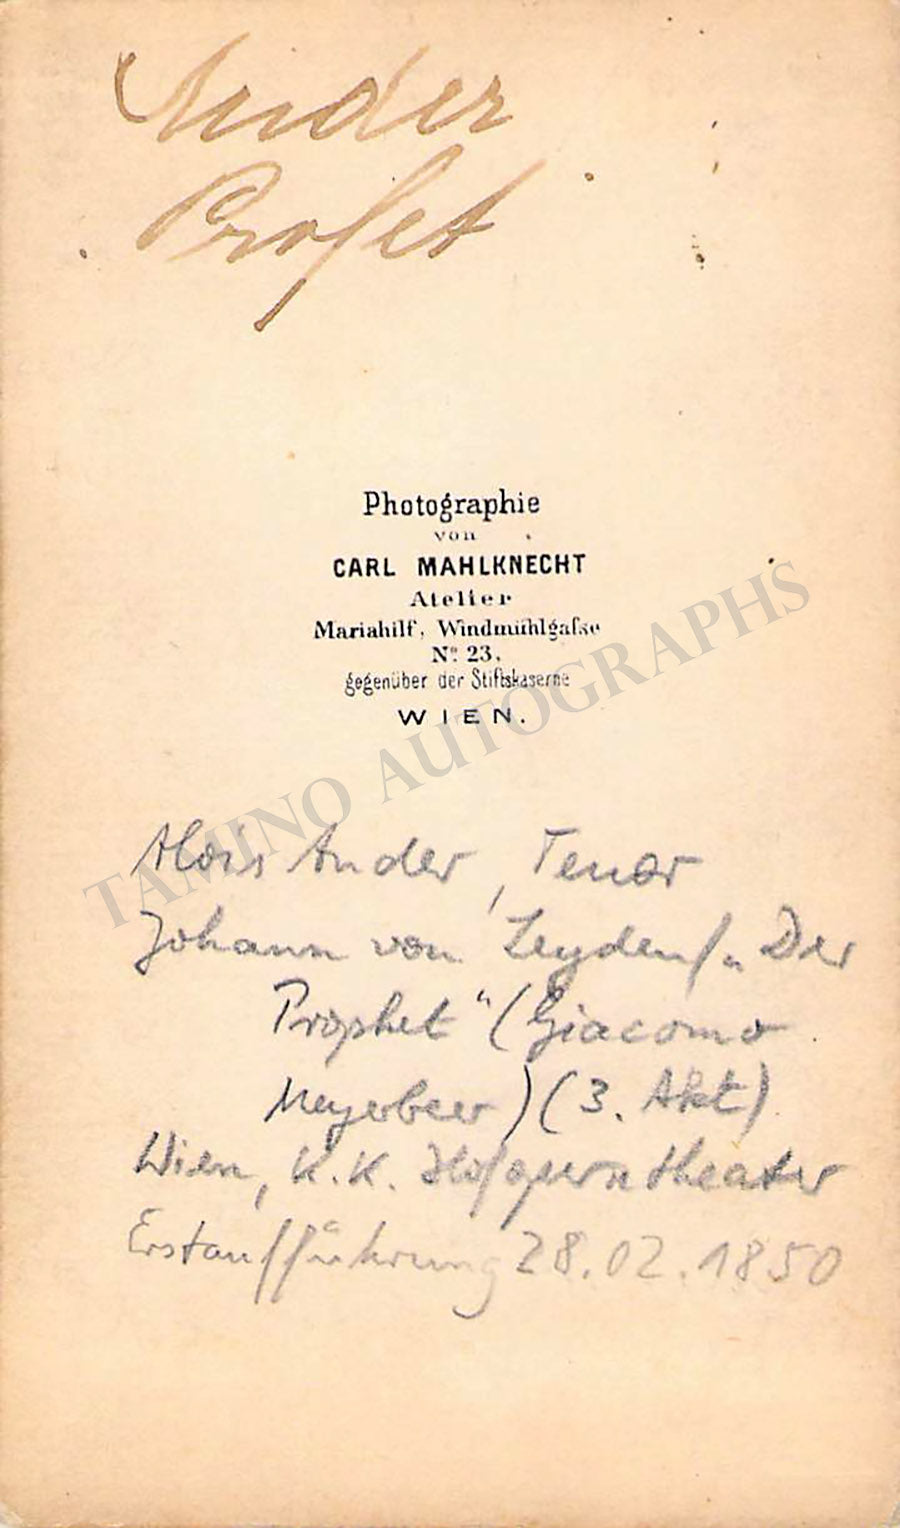 Ander
Profet
Photographie
von
CARL MAHLKNECHT
Atelier
Mariahilf, Windmühlgaſse
Nº 23,
gegenüber der Stiftskaserne
WIEN.
TAMINO AUTOGRAPHS
Alois Ander, Tenor
Johann von Leyden/„Der
Prophet“ (Giacomo
Meyerbeer) (3. Akt)
Wien, K.K. Hofoperntheater
Erstaufführung 28.02.1850